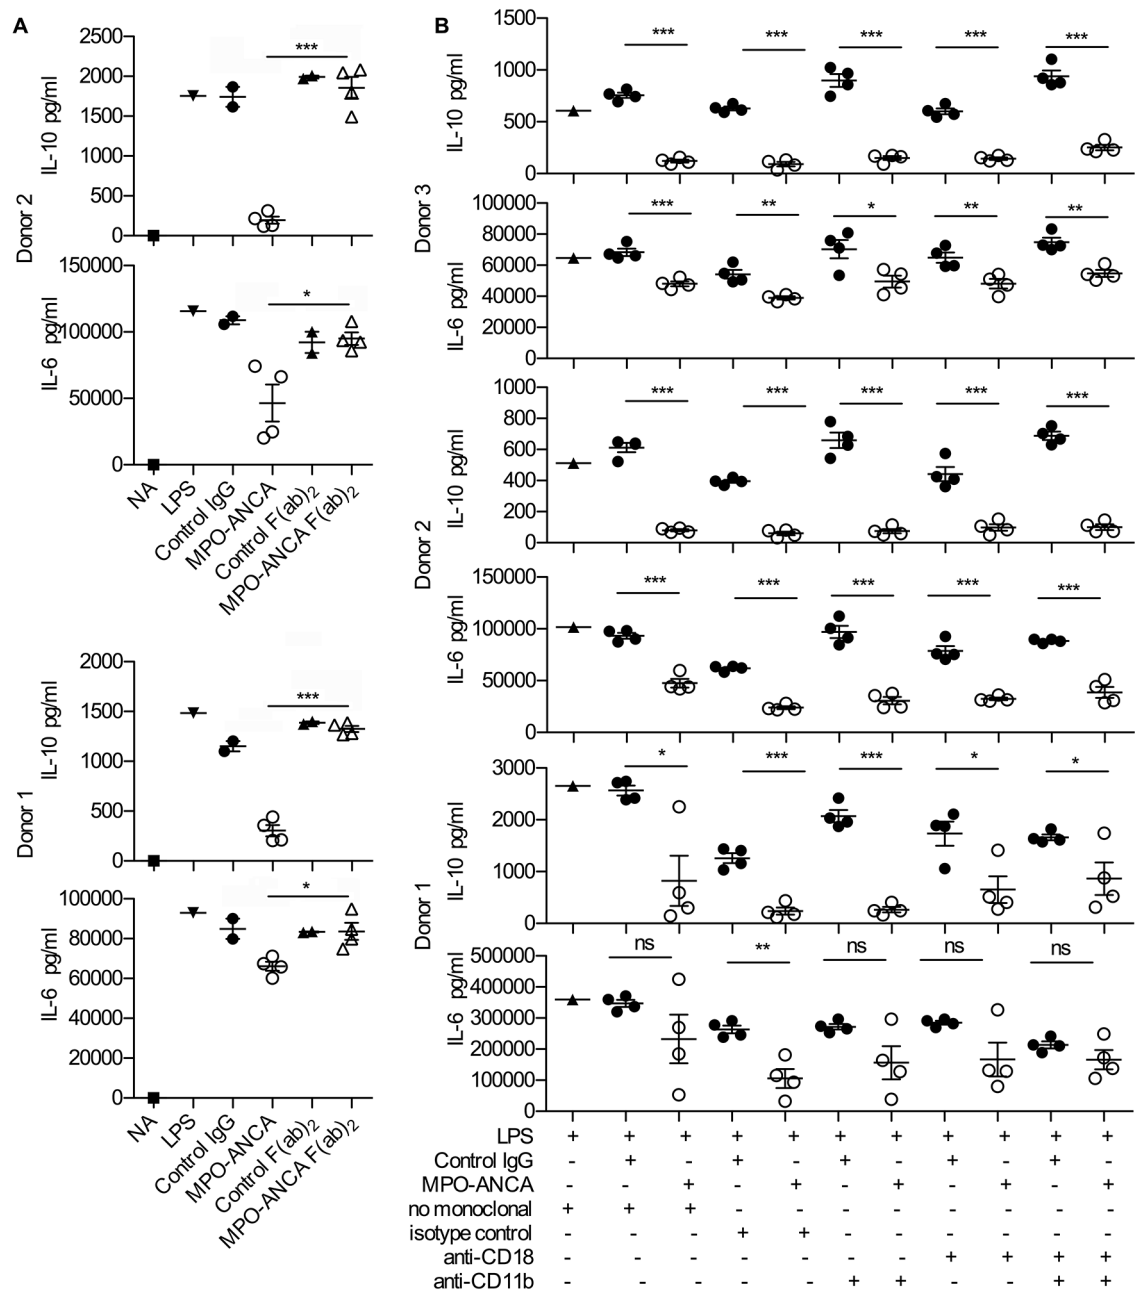 A
Donor 2
IL-10 pg/ml
2500
2000
1500
1000
500
0
***
IL-6 pg/ml
150000
100000
50000
0
*
NA
LPS
Control IgG
MPO-ANCA
Control F(ab)2
MPO-ANCA F(ab)2
Donor 1
IL-10 pg/ml
2000
1500
1000
500
0
***
IL-6 pg/ml
100000
80000
60000
40000
20000
0
*
NA
LPS
Control IgG
MPO-ANCA
Control F(ab)2
MPO-ANCA F(ab)2
B
Donor 3
IL-10 pg/ml
1500
1000
500
0
*** *** *** *** ***
IL-6 pg/ml
100000
80000
60000
40000
20000
0
*** ** * ** **
Donor 2
IL-10 pg/ml
1000
800
600
400
200
0
*** *** *** *** ***
IL-6 pg/ml
150000
100000
50000
0
*** *** *** *** ***
Donor 1
IL-10 pg/ml
3000
2000
1000
0
* *** *** * *
IL-6 pg/ml
500000
400000
300000
200000
100000
0
ns ** ns ns ns
LPS + + + + + + + + + + +
Control IgG - + - + - + - + - + -
MPO-ANCA - - + - + - + - + - +
no monoclonal + + + - - - - - - - -
isotype control - - - + + - - - - - -
anti-CD18 - - - - - - - + + + +
anti-CD11b - - - - - + + - - + +